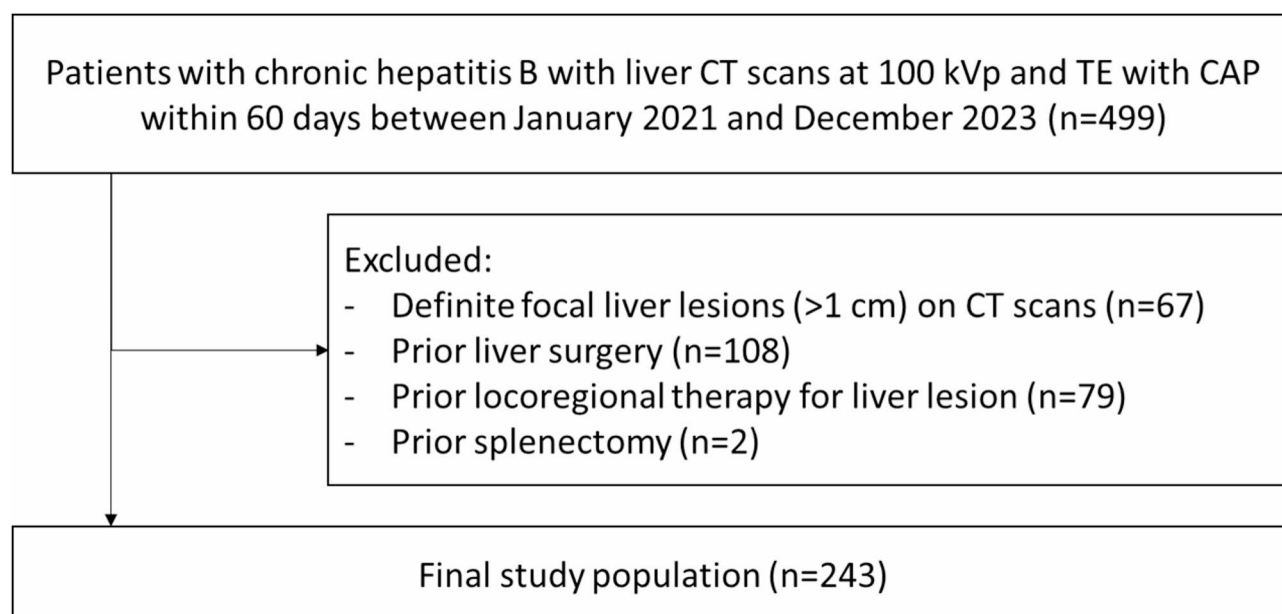 Patients with chronic hepatitis B with liver CT scans at 100 kVp and TE with CAP
within 60 days between January 2021 and December 2023 (n=499)
Excluded:
- Definite focal liver lesions (>1 cm) on CT scans (n=67)
- Prior liver surgery (n=108)
- Prior locoregional therapy for liver lesion (n=79)
- Prior splenectomy (n=2)
Final study population (n=243)